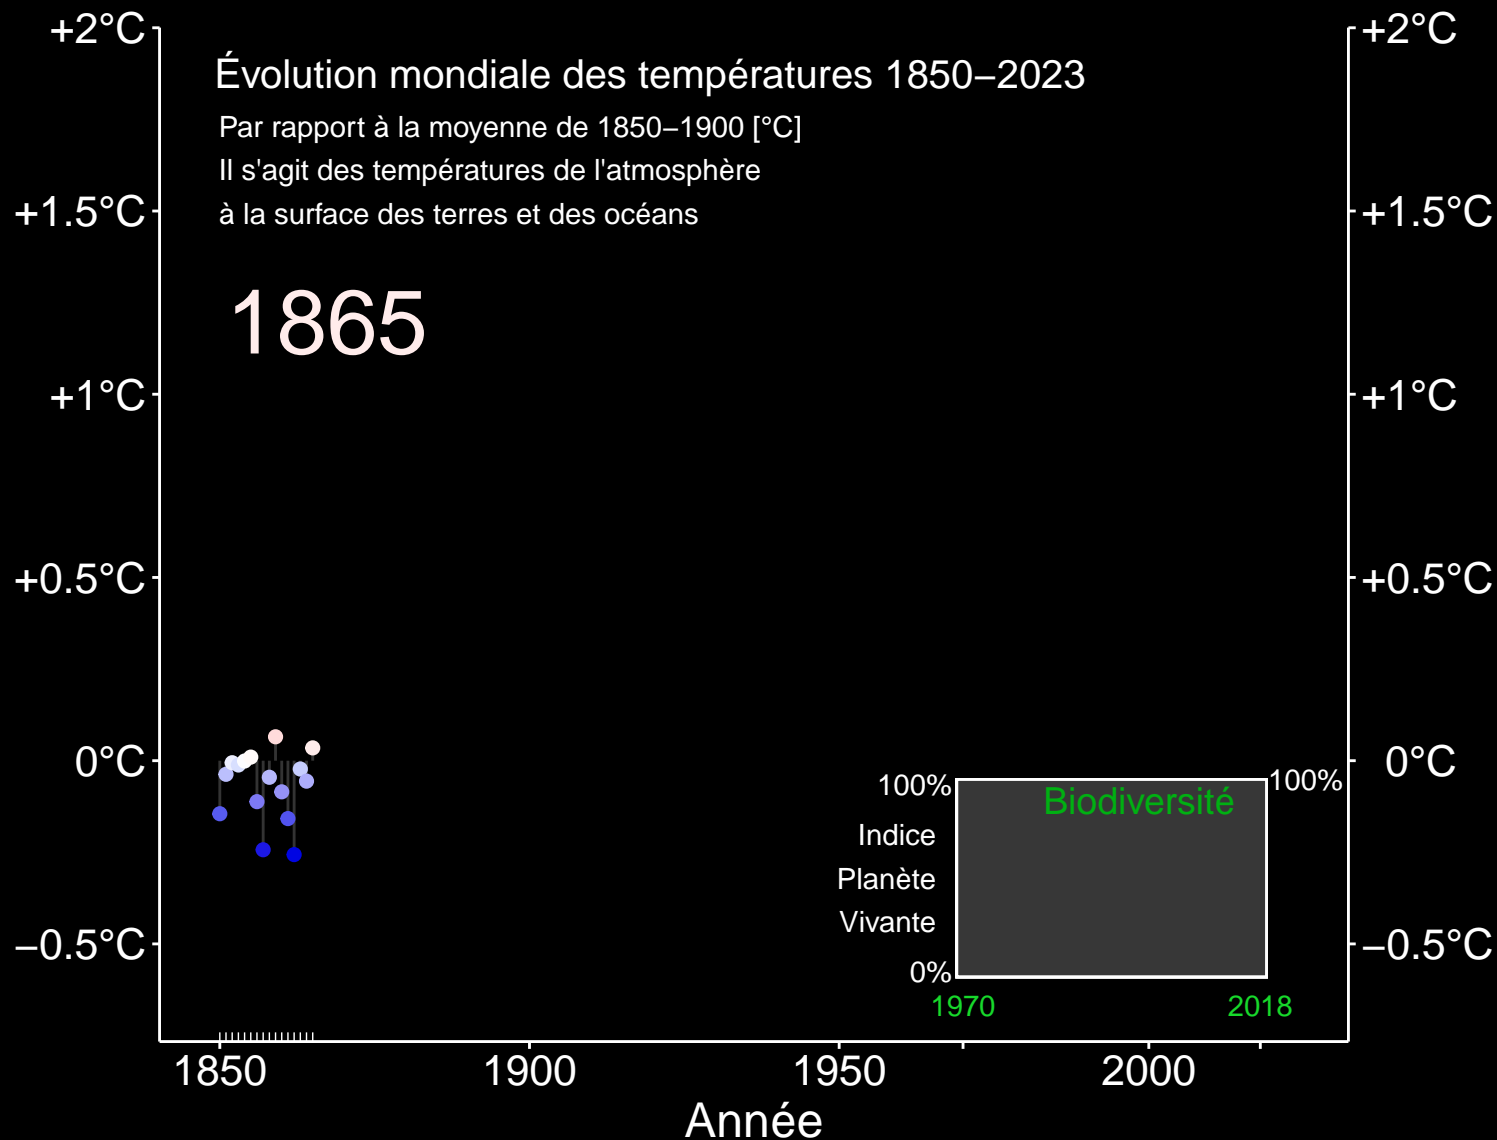 +2°C
+2°C
Évolution mondiale des températures 1850–2023
Par rapport à la moyenne de 1850–1900 [°C]
Il s'agit des températures de l'atmosphère
à la surface des terres et des océans
+1.5°C
+1.5°C
1865
+1°C
+1°C
+0.5°C
+0.5°C
0°C
0°C
100%
100%
Biodiversité
Indice
Planète
Vivante
–0.5°C
–0.5°C
0%
1970
2018
1850
1900
1950
2000
Année